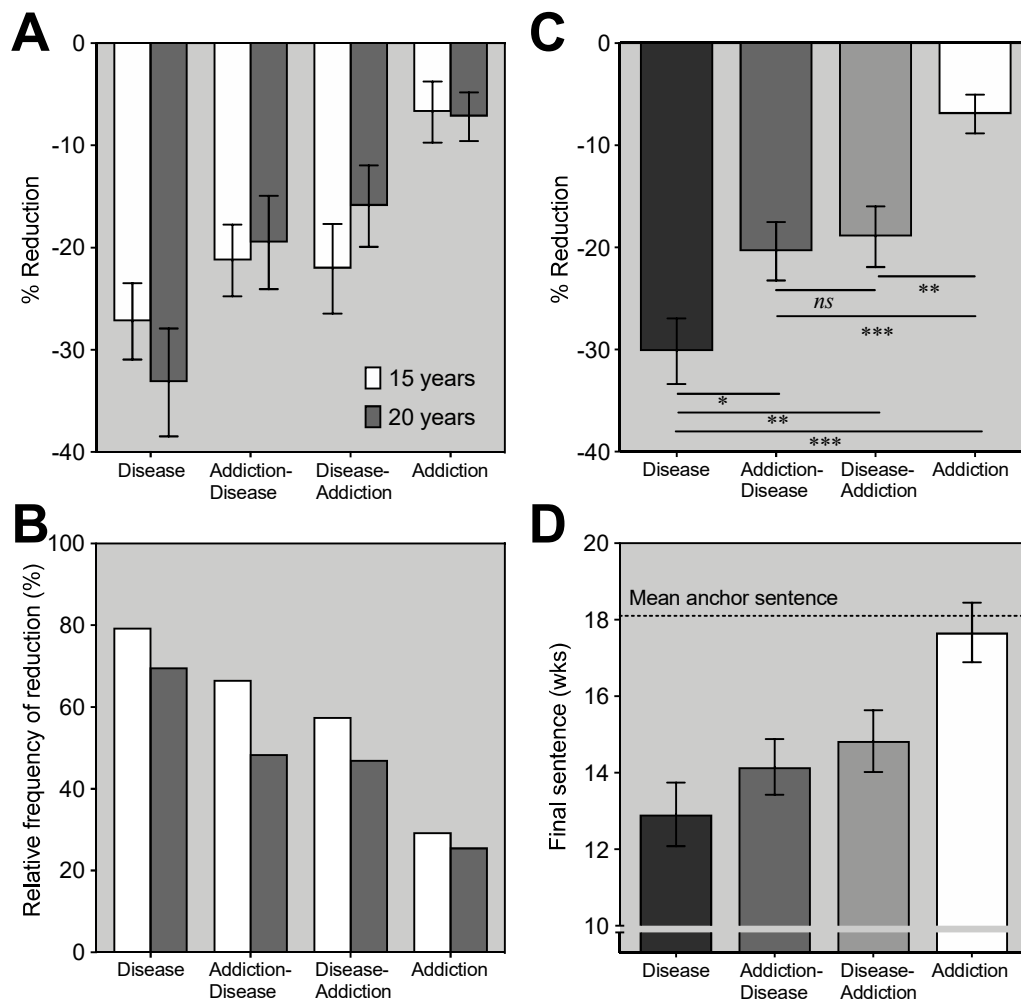 A
0
-10
-20
-30
-40
% Reduction
15 years
20 years
Disease
Addiction-
Disease
Disease-
Addiction
Addiction
C
0
-10
-20
-30
-40
% Reduction
ns
**
***
*
**
***
Disease
Addiction-
Disease
Disease-
Addiction
Addiction
B
100
80
60
40
20
0
Relative frequency of reduction (%)
Disease
Addiction-
Disease
Disease-
Addiction
Addiction
D
20
18
16
14
12
10
Final sentence (wks)
Mean anchor sentence
Disease
Addiction-
Disease
Disease-
Addiction
Addiction